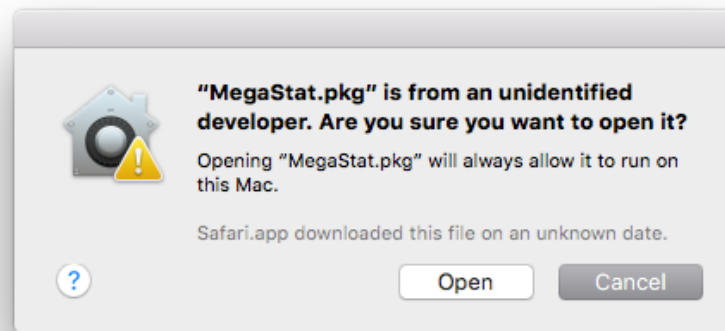 “MegaStat.pkg” is from an unidentified
developer. Are you sure you want to open it?
Opening “MegaStat.pkg” will always allow it to run on
this Mac.
Safari.app downloaded this file on an unknown date.
?
Open
Cancel